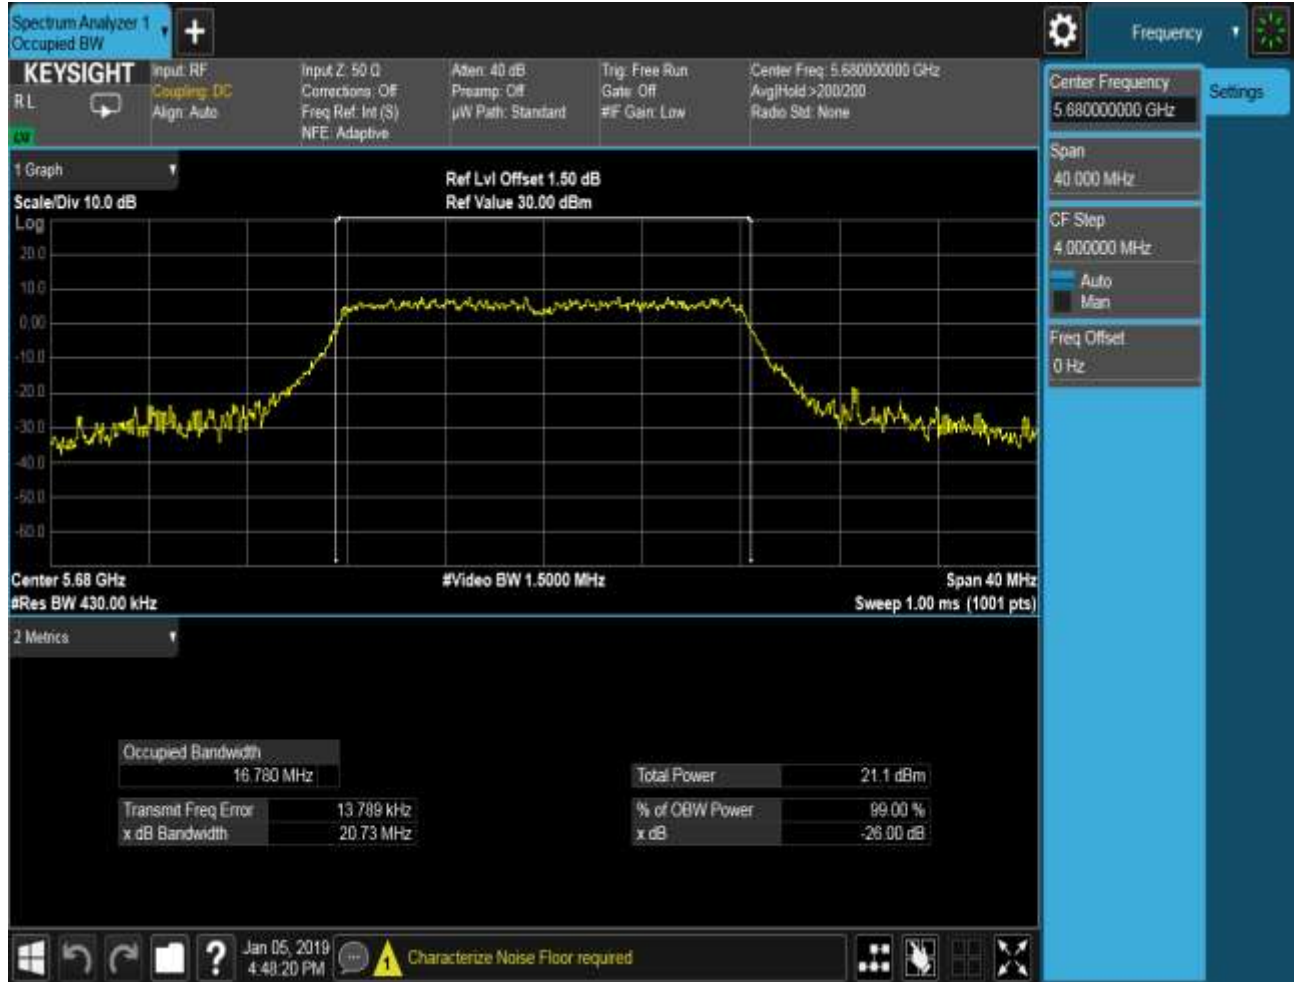 Spectrum Analyzer 1
Occupied BW
+
Frequency
KEYSIGHT
R L
Input: RF
Coupling: DC
Align: Auto
Input Z: 50 Ω
Corrections: Off
Freq Ref: Int (S)
NFE: Adaptive
Atten: 40 dB
Preamp: Off
µW Path: Standard
Trig: Free Run
Gate: Off
#IF Gain: Low
Center Freq: 5.680000000 GHz
Avg|Hold:>200/200
Radio Std: None
Center Frequency
5.680000000 GHz
Settings
Span
40.000 MHz
CF Step
4.000000 MHz
Auto
Man
Freq Offset
0 Hz
1 Graph
Scale/Div 10.0 dB
Ref Lvl Offset 1.50 dB
Ref Value 30.00 dBm
Log
20.0
10.0
0.00
-10.0
-20.0
-30.0
-40.0
-50.0
-60.0
Center 5.68 GHz
#Video BW 1.5000 MHz
Span 40 MHz
#Res BW 430.00 kHz
Sweep 1.00 ms (1001 pts)
2 Metrics
Occupied Bandwidth
16.780 MHz
Total Power 21.1 dBm
Transmit Freq Error 13.789 kHz
% of OBW Power 99.00 %
x dB Bandwidth 20.73 MHz
x dB -26.00 dB
?
Jan 05, 2019
4:48:20 PM
1
Characterize Noise Floor required